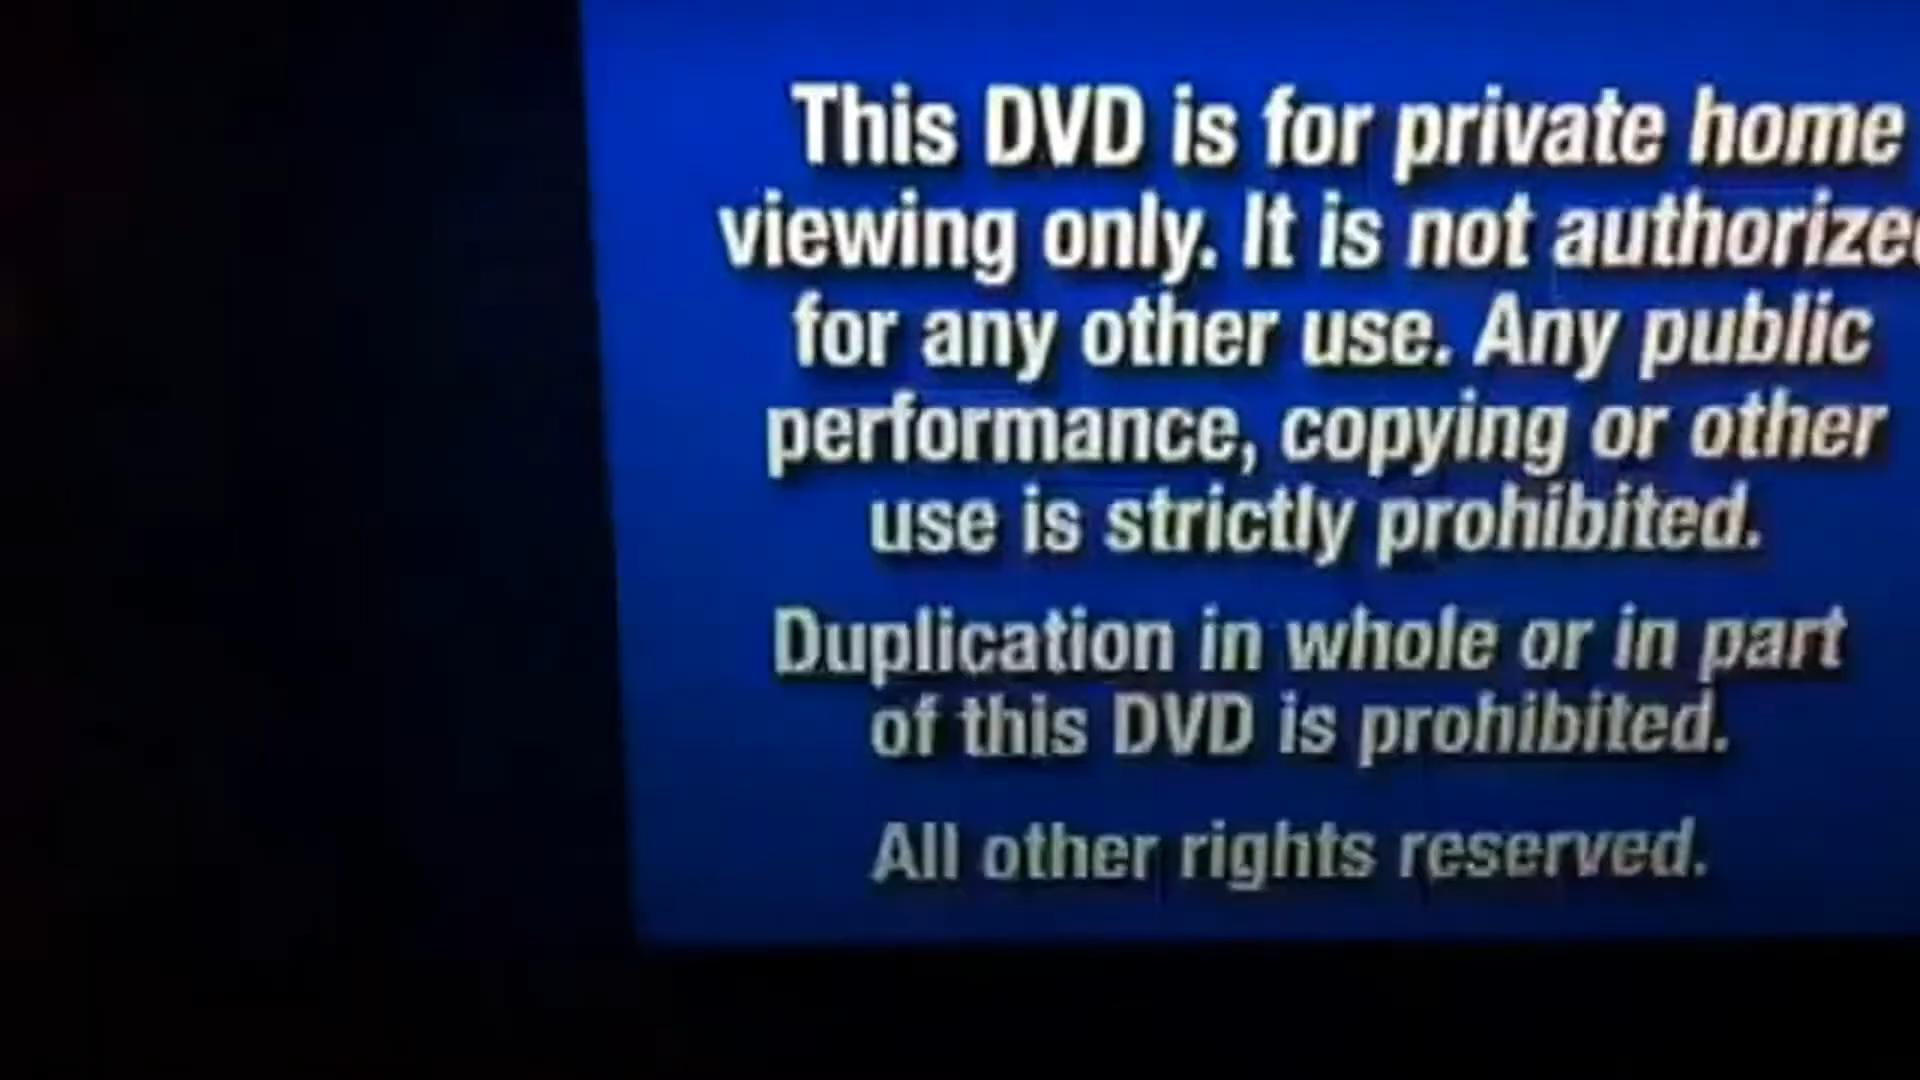 This DVD is for private home
viewing only. It is not authorized
for any other use. Any public
performance, copying or other
use is strictly prohibited.
Duplication in whole or in part
of this DVD is prohibited.
All other rights reserved.